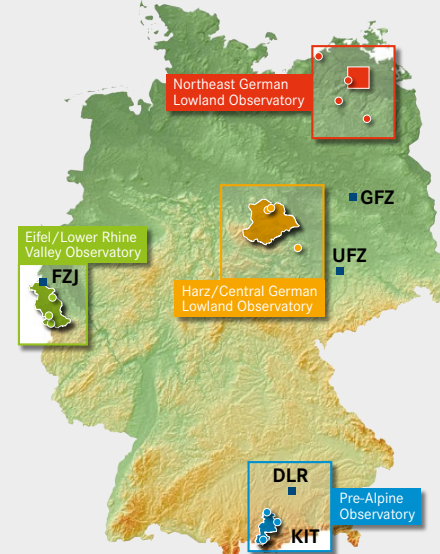 Northeast German
Lowland Observatory
GFZ
Eifel/Lower Rhine
Valley Observatory
UFZ
FZJ
Harz/Central German
Lowland Observatory
DLR
Pre-Alpine
Observatory
KIT